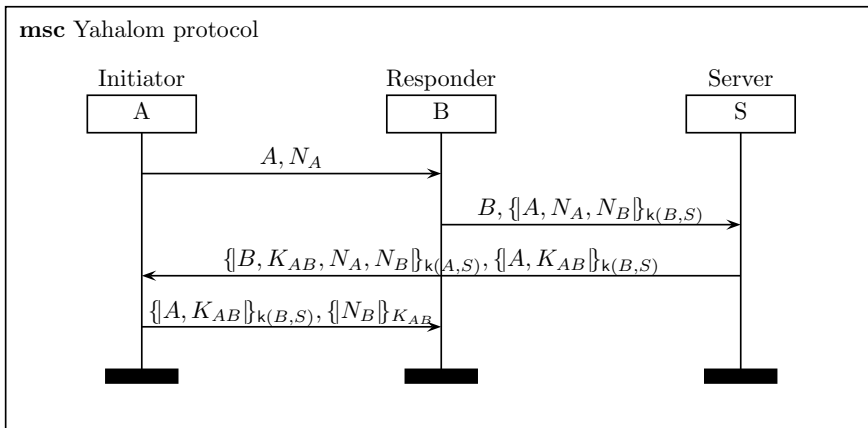 msc Yahalom protocol
Initiator Responder Server
A B S
A, N_A
B, {|A, N_A, N_B|}_k(B,S)
{|B, K_AB, N_A, N_B|}_k(A,S), {|A, K_AB|}_k(B,S)
{|A, K_AB|}_k(B,S), {|N_B|}_K_AB